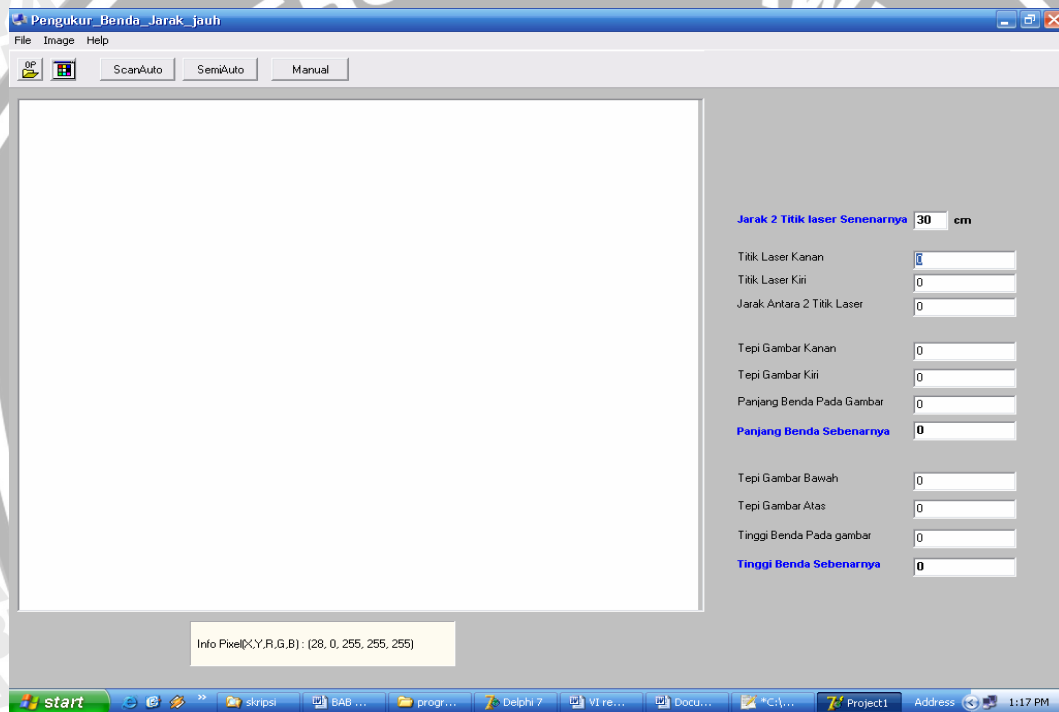 Pengukur_Benda_Jarak_jauh
File Image Help
OP ScanAuto SemiAuto Manual
Jarak 2 Titik laser Senenarnya 30 cm
Titik Laser Kanan 0
Titik Laser Kiri 0
Jarak Antara 2 Titik Laser 0
Tepi Gambar Kanan 0
Tepi Gambar Kiri 0
Panjang Benda Pada Gambar 0
Panjang Benda Sebenarnya 0
Tepi Gambar Bawah 0
Tepi Gambar Atas 0
Tinggi Benda Pada gambar 0
Tinggi Benda Sebenarnya 0
Info Pixel(X,Y,R,G,B) : (28, 0, 255, 255, 255)
start » skripsi BAB ... progr... Delphi 7 VI re... Docu... *C:\... Project1 Address 1:17 PM